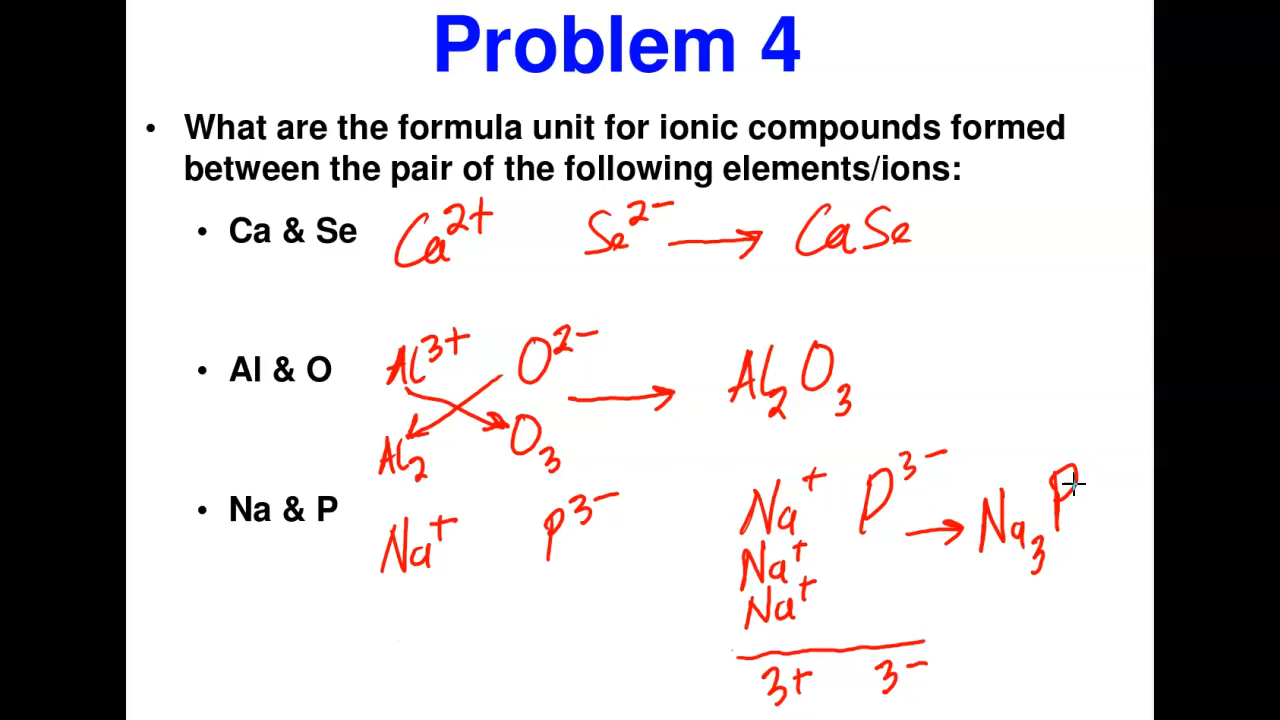 Problem 4
• What are the formula unit for ionic compounds formed
between the pair of the following elements/ions:
• Ca & Se Ca²⁺ Se²⁻ → CaSe
• Al & O Al³⁺ O²⁻ → Al₂O₃
Al₂ O₃
• Na & P Na⁺ P³⁻ Na⁺ P³⁻ → Na₃P
Na⁺
Na⁺
3+ 3−